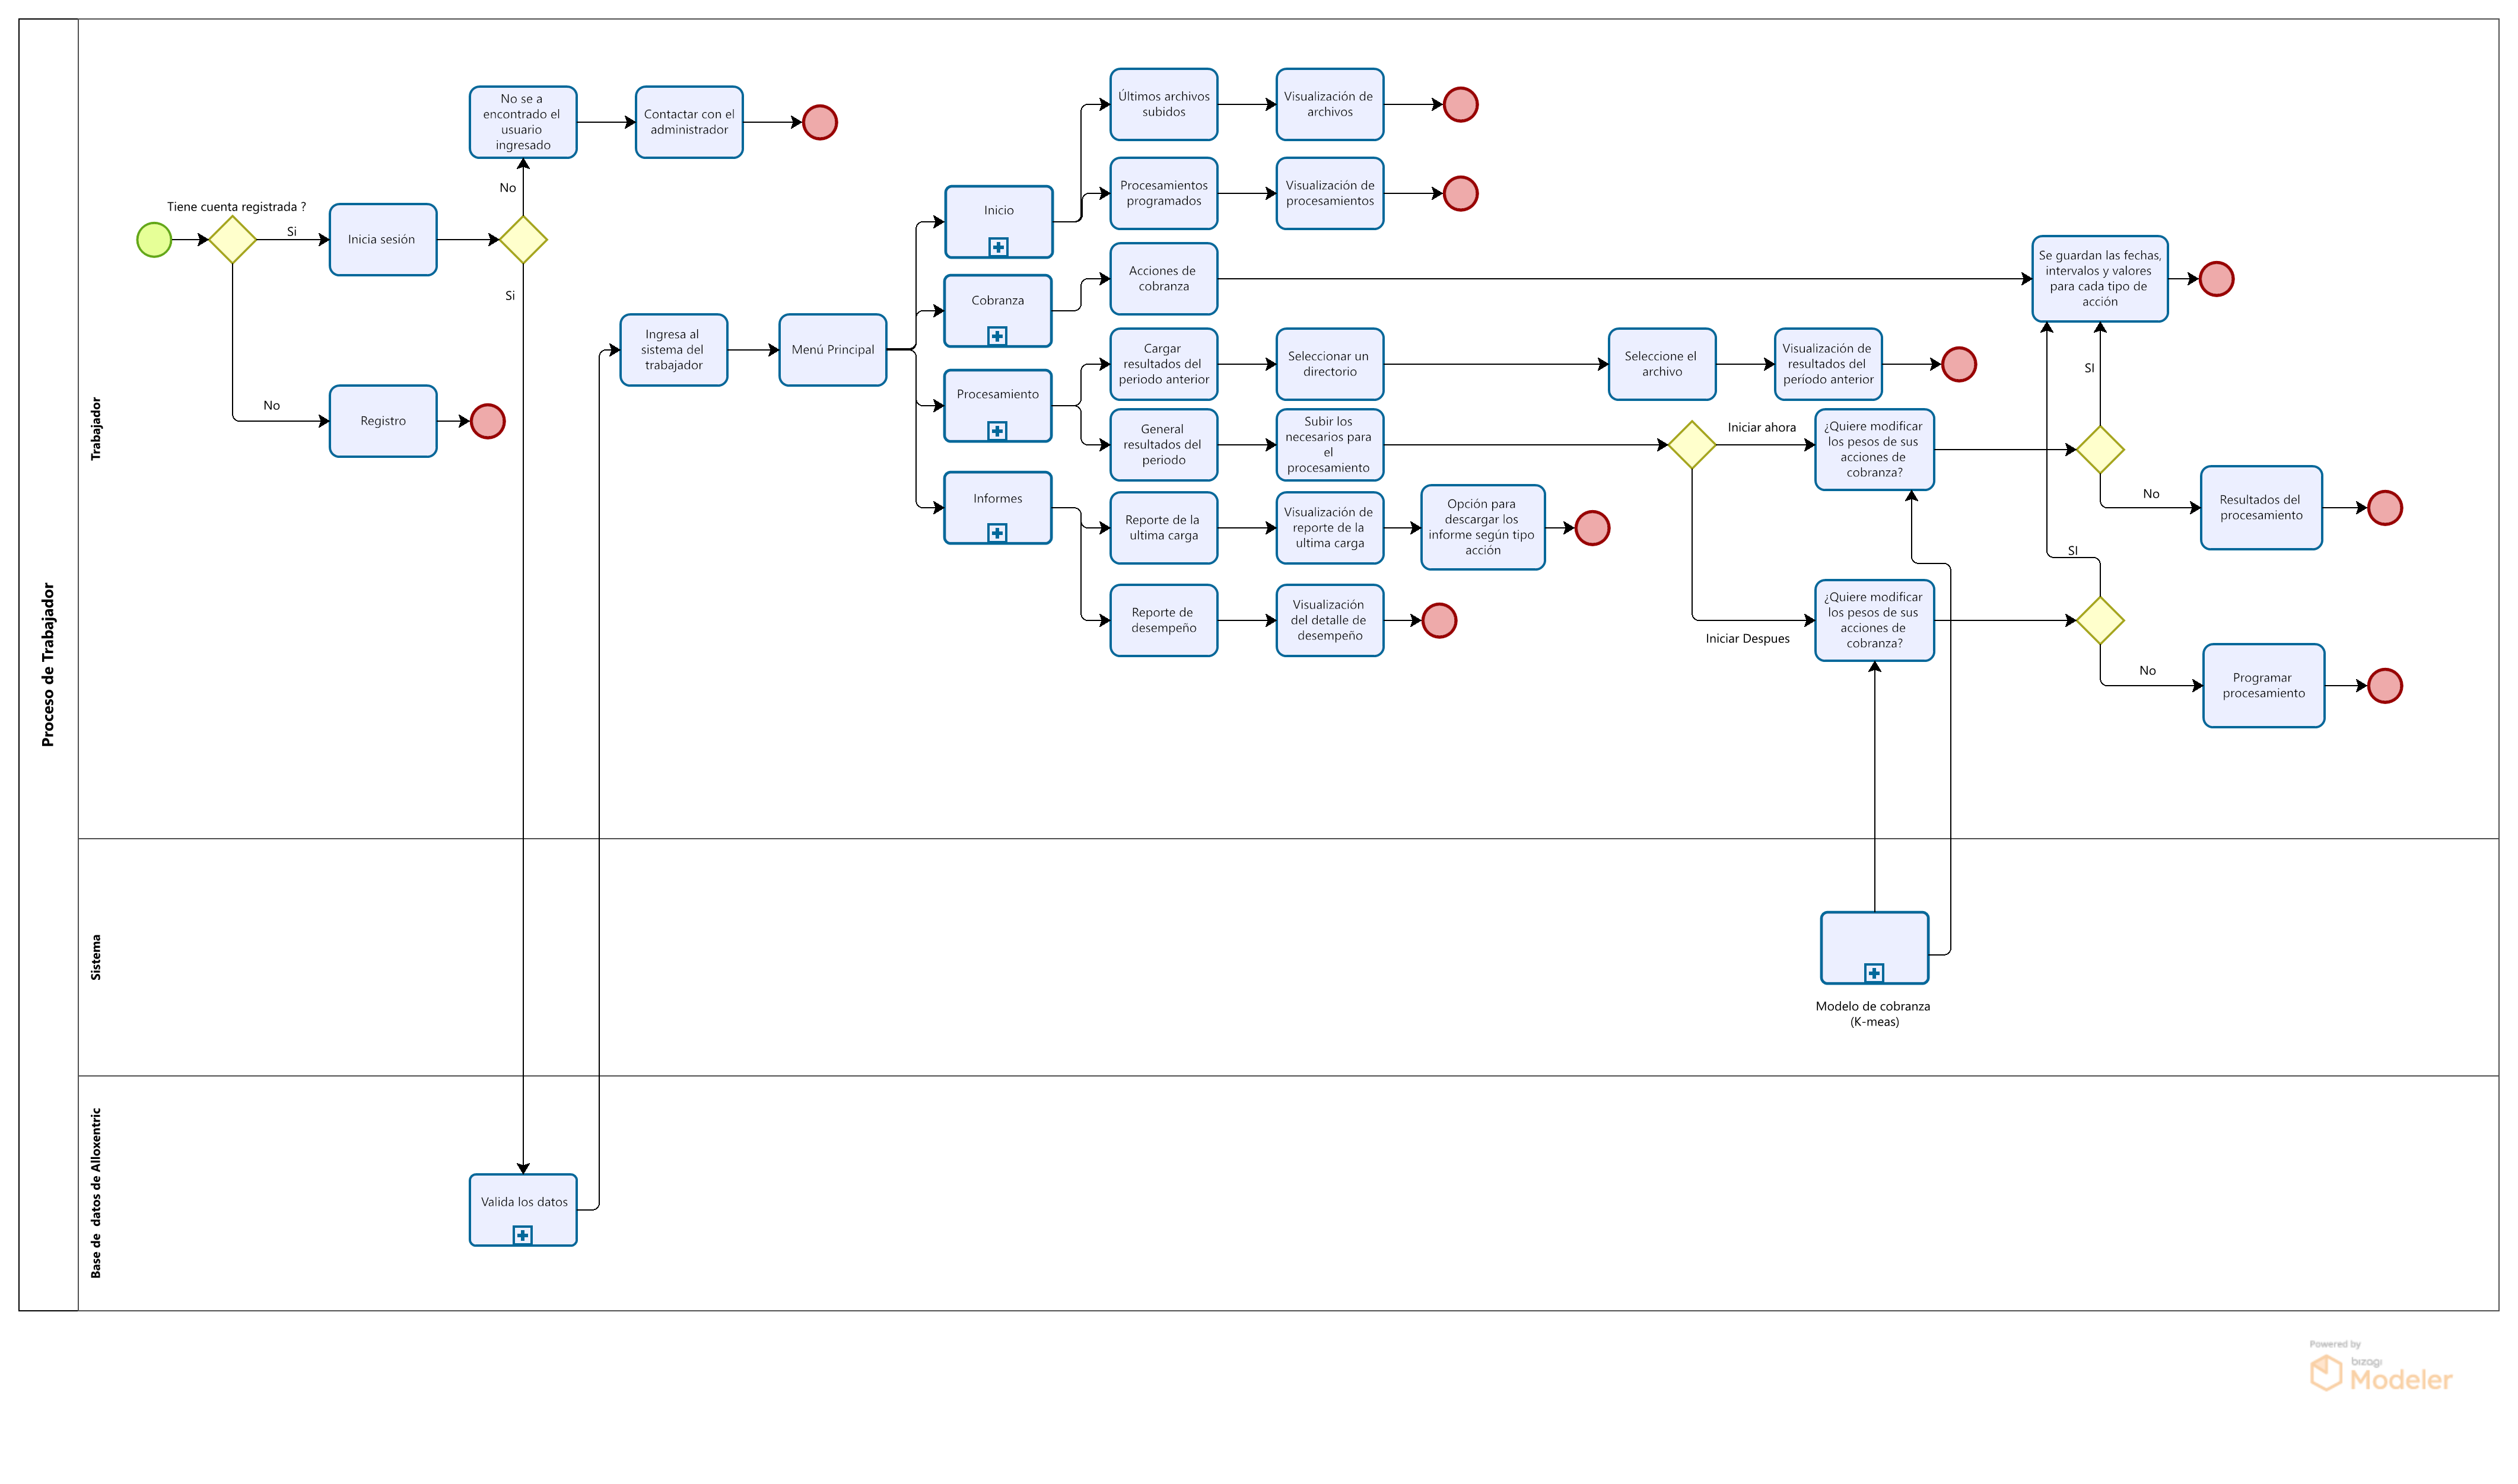 Proceso de Trabajador
Trabajador
Tiene cuenta registrada ?
Si
No
Inicia sesión
Registro
No
Si
No se a
encontrado el
usuario
ingresado
Contactar con el
administrador
Ingresa al
sistema del
trabajador
Menú Principal
Inicio
Cobranza
Procesamiento
Informes
Últimos archivos
subidos
Visualización de
archivos
Procesamientos
programados
Visualización de
procesamientos
Acciones de
cobranza
Se guardan las fechas,
intervalos y valores
para cada tipo de
acción
Cargar
resultados del
periodo anterior
Seleccionar un
directorio
Seleccione el
archivo
Visualización de
resultados del
período anterior
General
resultados del
periodo
Subir los
necesarios para
el
procesamiento
Iniciar ahora
Iniciar Despues
¿Quiere modificar
los pesos de sus
acciones de
cobranza?
SI
No
Resultados del
procesamiento
Reporte de la
ultima carga
Visualización de
reporte de la
ultima carga
Opción para
descargar los
informe según tipo
acción
Reporte de
desempeño
Visualización
del detalle de
desempeño
¿Quiere modificar
los pesos de sus
acciones de
cobranza?
SI
No
Programar
procesamiento
Sistema
Modelo de cobranza
(K-meas)
Base de datos de Alloxentric
Valida los datos
Powered by
bizagi
Modeler